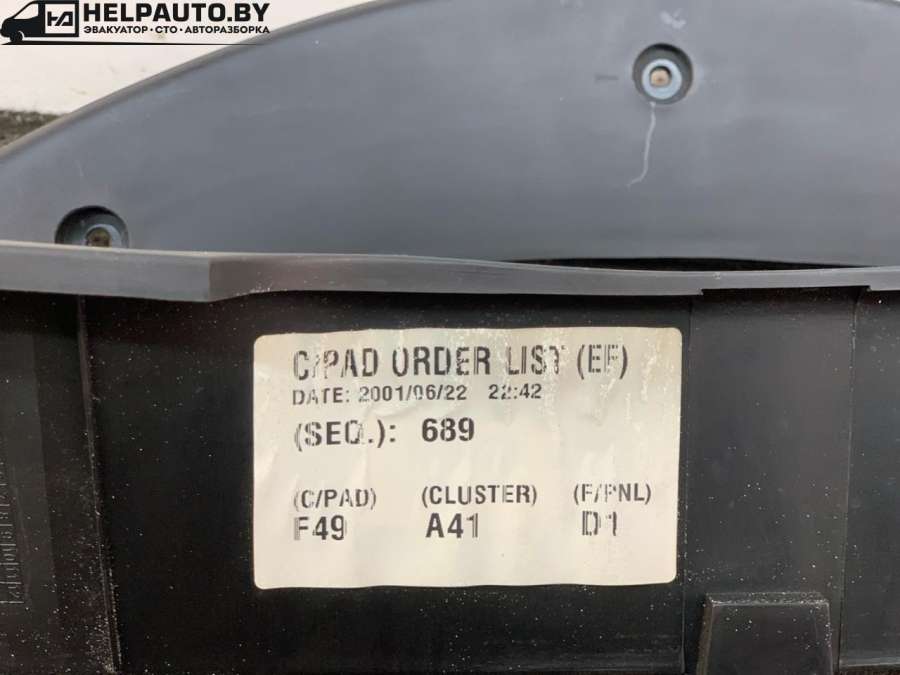 HELPAUTO.BY
ЭВАКУАТОР • СТО • АВТОРАЗБОРКА
C/PAD ORDER LIST (EF)
DATE: 2001/06/22 22:42
(SEQ.): 689
(C/PAD) (CLUSTER) (F/PNL)
F49 A41 D1